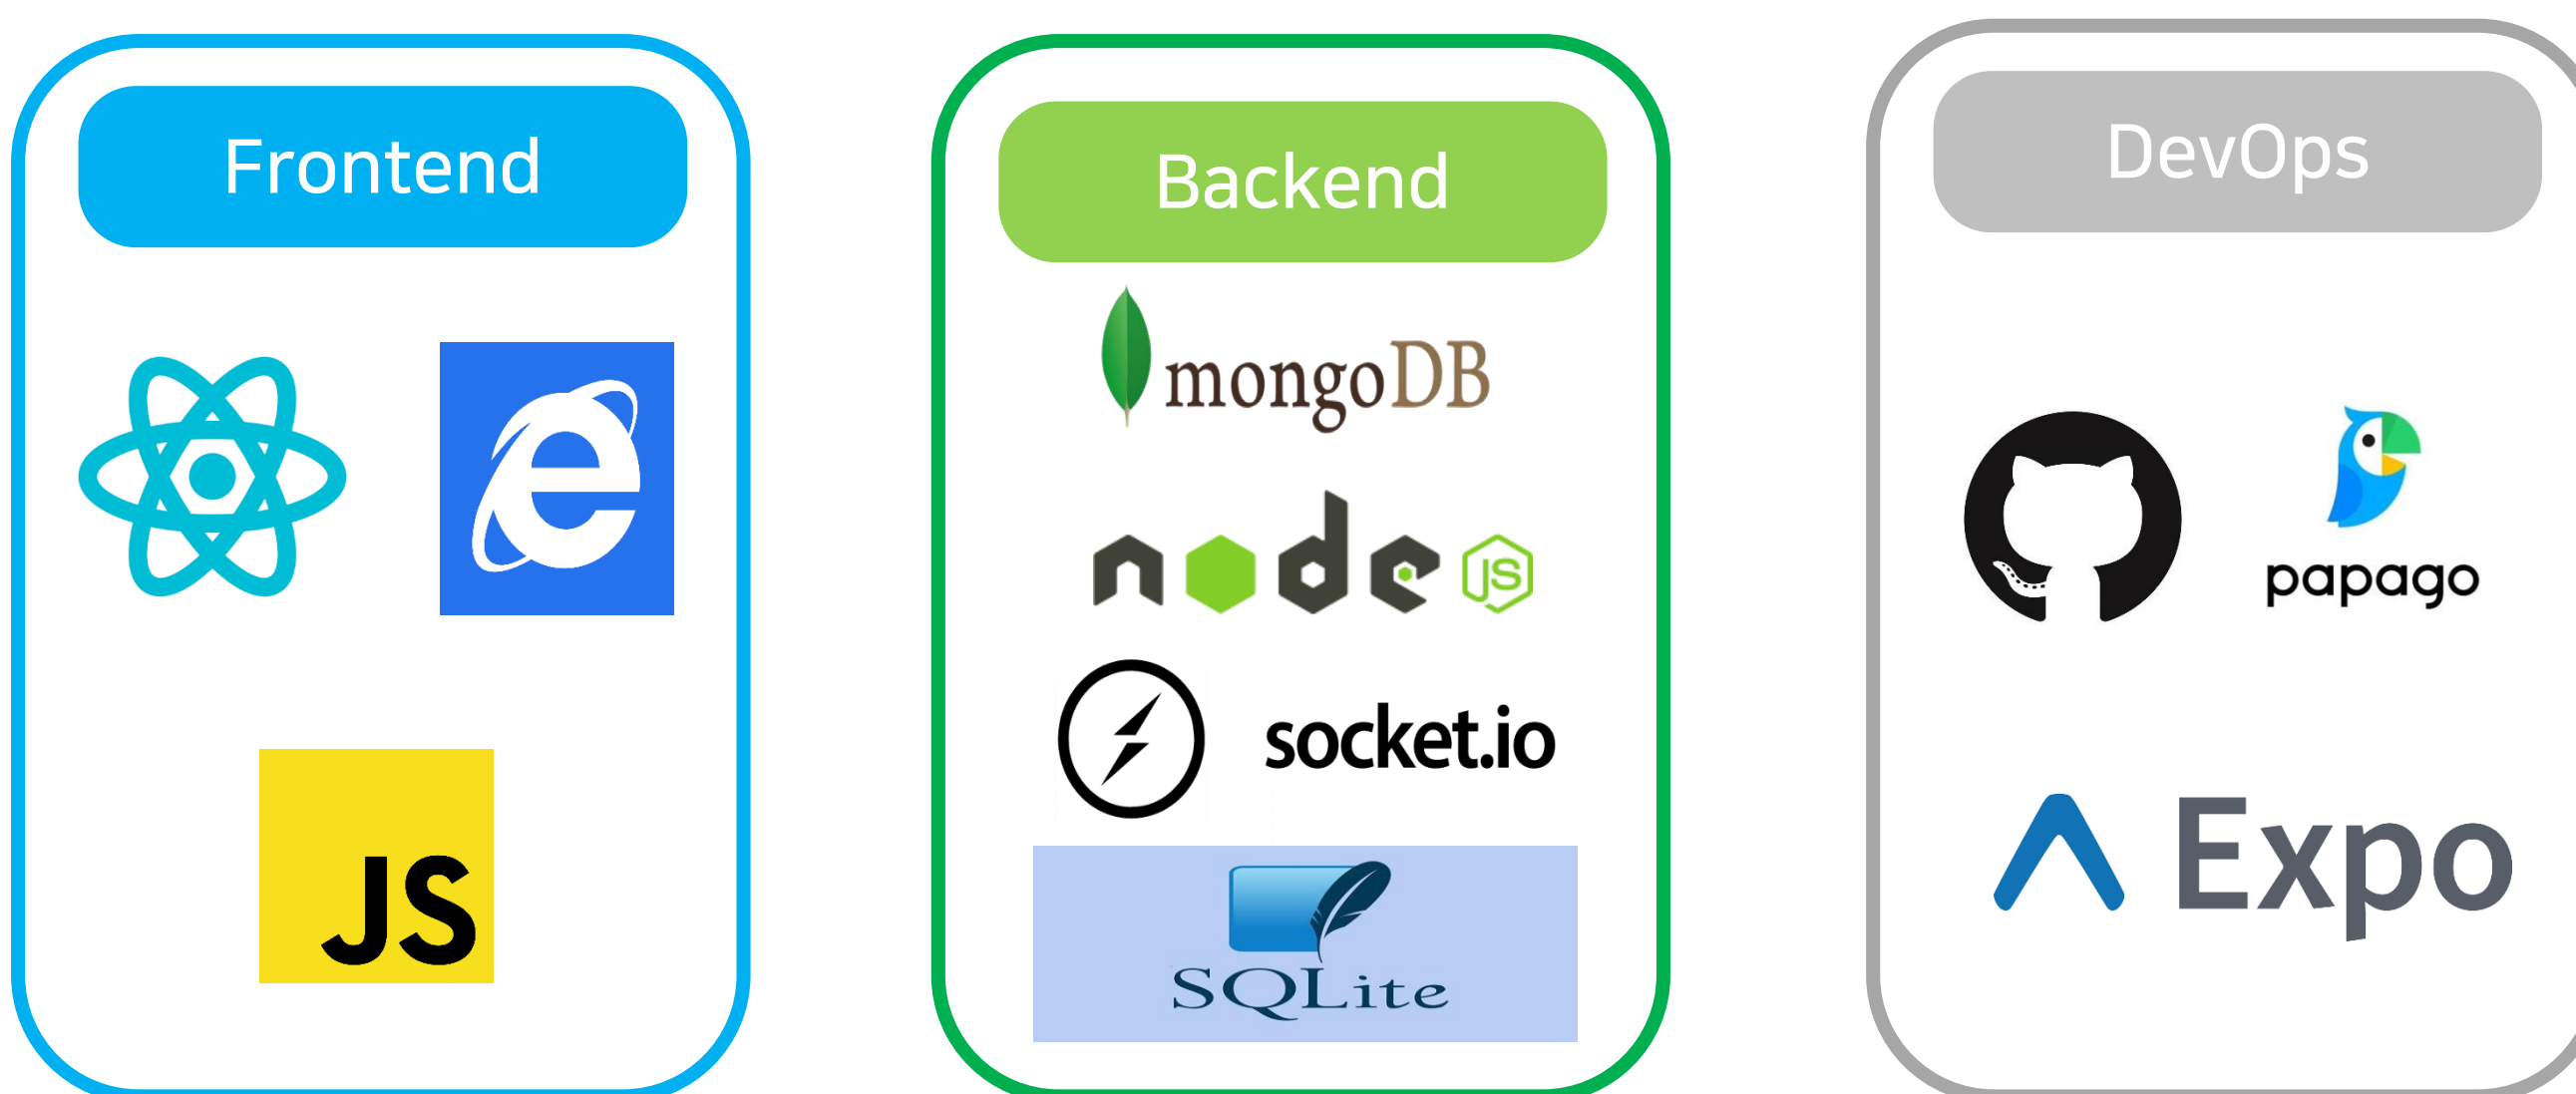 Frontend
JS
Backend
mongoDB
node
JS
socket.io
SQLite
DevOps
papago
Expo